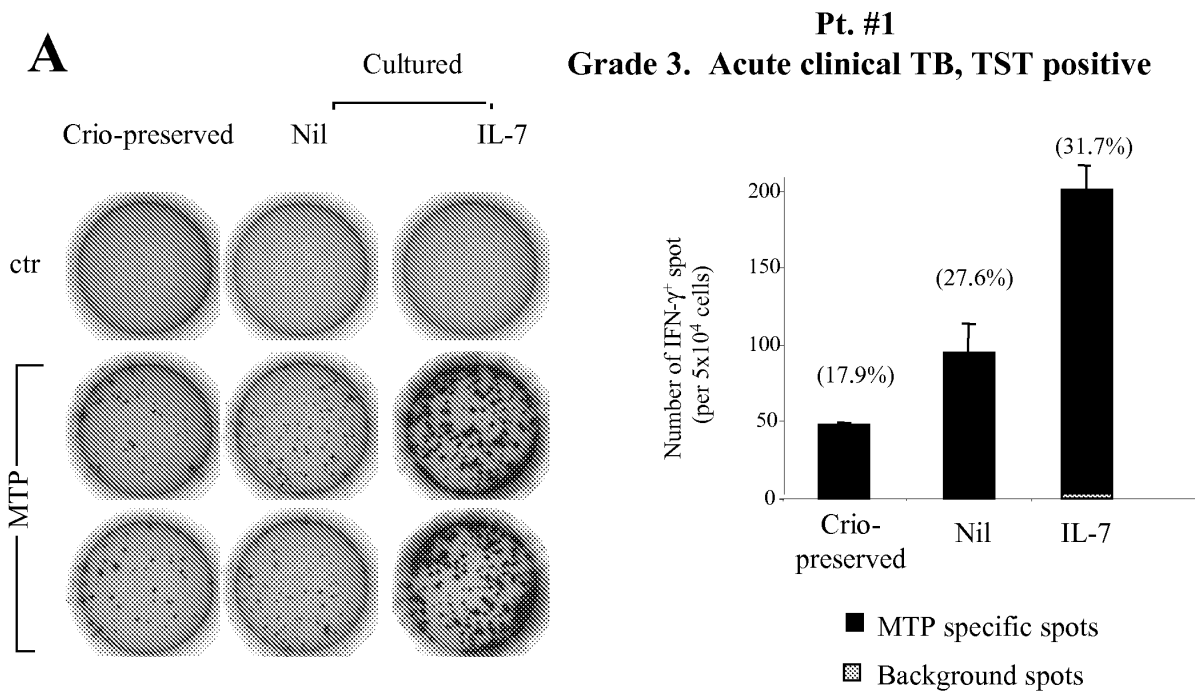 A
Cultured
Crio-preserved Nil IL-7
ctr
MTP
Pt. #1
Grade 3. Acute clinical TB, TST positive
Number of IFN-γ⁺ spot
(per 5x10⁴ cells)
200
150
100
50
0
(17.9%)
(27.6%)
(31.7%)
Crio-
preserved
Nil
IL-7
MTP specific spots
Background spots